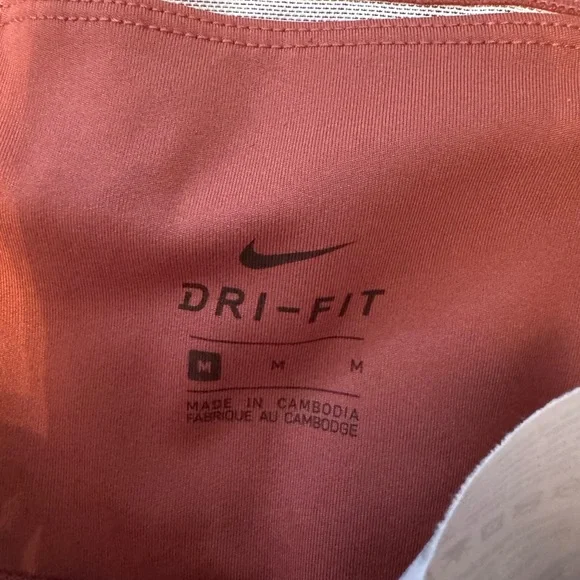 DRI-FIT
M M M
MADE IN CAMBODIA
FABRIQUE AU CAMBODGE